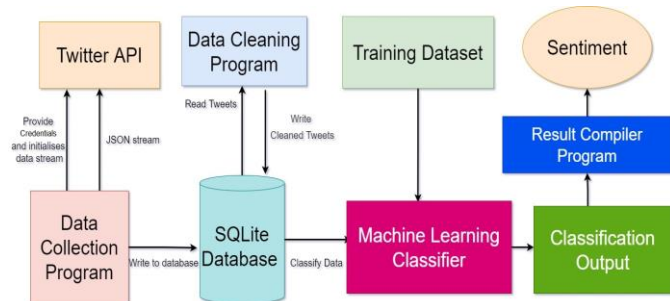 Twitter API
Data Cleaning
Program
Training Dataset
Sentiment
Provide
Credentials
and initialises
data stream
JSON stream
Read Tweets
Write
Cleaned Tweets
Result Compiler
Program
Data
Collection
Program
Write to database
SQLite
Database
Classify Data
Machine Learning
Classifier
Classification
Output